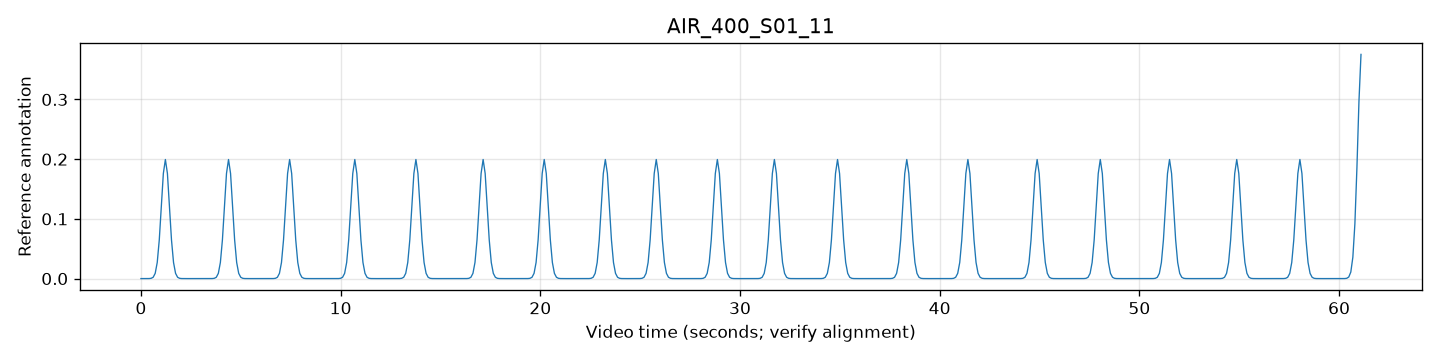 AIR_400_S01_11
Reference annotation
0.3
0.2
0.1
0.0
0 10 20 30 40 50 60
Video time (seconds; verify alignment)